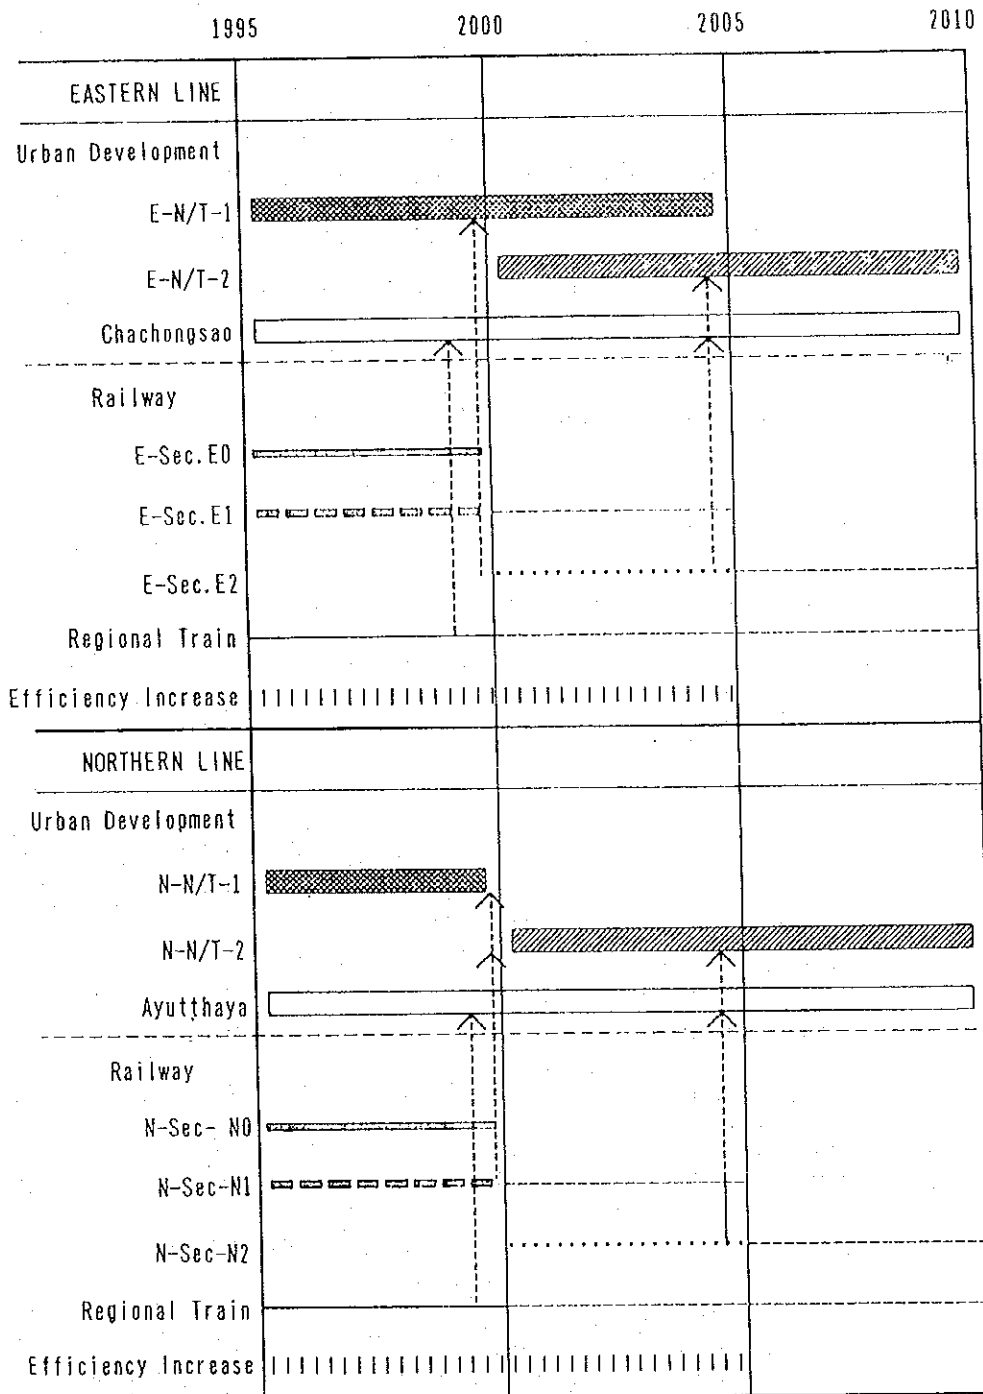 1995 2000 2005 2010
EASTERN LINE
Urban Development
E-N/T-1
E-N/T-2
Chachongsao
Railway
E-Sec.E0
E-Sec.E1
E-Sec.E2
Regional Train
Efficiency Increase
NORTHERN LINE
Urban Development
N-N/T-1
N-N/T-2
Ayutthaya
Railway
N-Sec- N0
N-Sec-N1
N-Sec-N2
Regional Train
Efficiency Increase